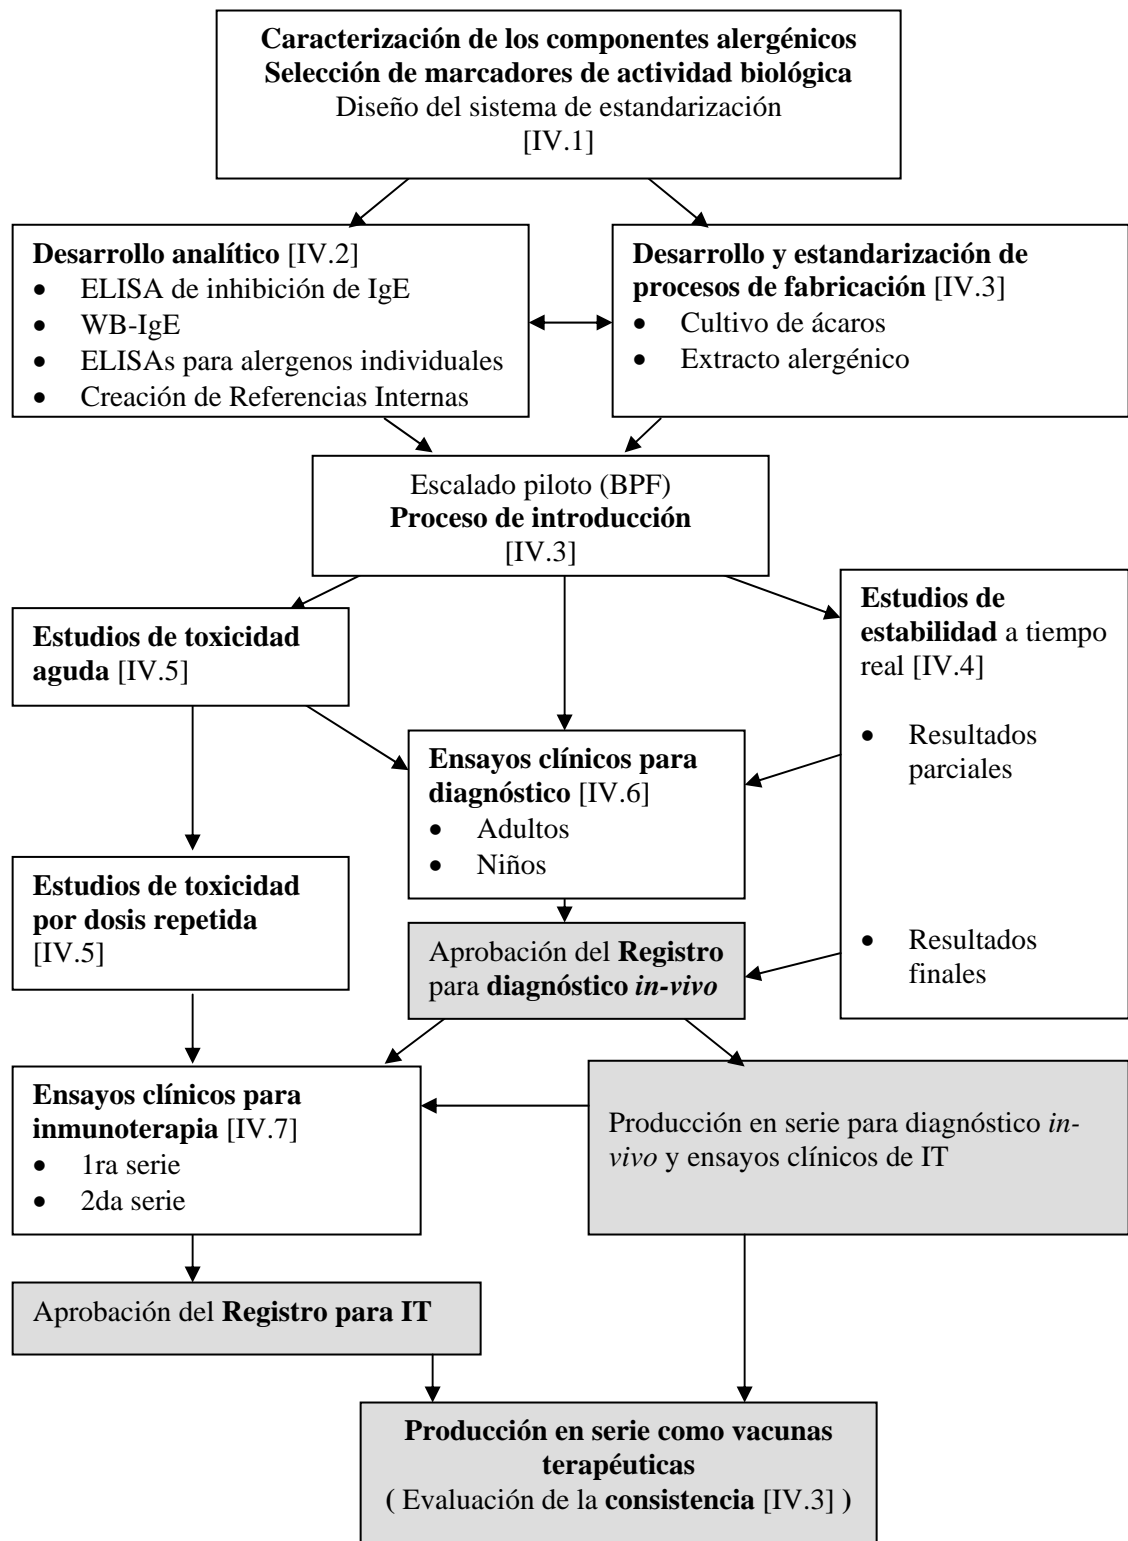 Caracterización de los componentes alergénicos
Selección de marcadores de actividad biológica
Diseño del sistema de estandarización
[IV.1]
Desarrollo analítico [IV.2]
• ELISA de inhibición de IgE
• WB-IgE
• ELISAs para alergenos individuales
• Creación de Referencias Internas
Desarrollo y estandarización de
procesos de fabricación [IV.3]
• Cultivo de ácaros
• Extracto alergénico
Escalado piloto (BPF)
Proceso de introducción
[IV.3]
Estudios de toxicidad
aguda [IV.5]
Estudios de
estabilidad a tiempo
real [IV.4]
• Resultados
parciales
• Resultados
finales
Ensayos clínicos para
diagnóstico [IV.6]
• Adultos
• Niños
Estudios de toxicidad
por dosis repetida
[IV.5]
Aprobación del Registro
para diagnóstico in-vivo
Ensayos clínicos para
inmunoterapia [IV.7]
• 1ra serie
• 2da serie
Producción en serie para diagnóstico in-
vivo y ensayos clínicos de IT
Aprobación del Registro para IT
Producción en serie como vacunas
terapéuticas
( Evaluación de la consistencia [IV.3] )